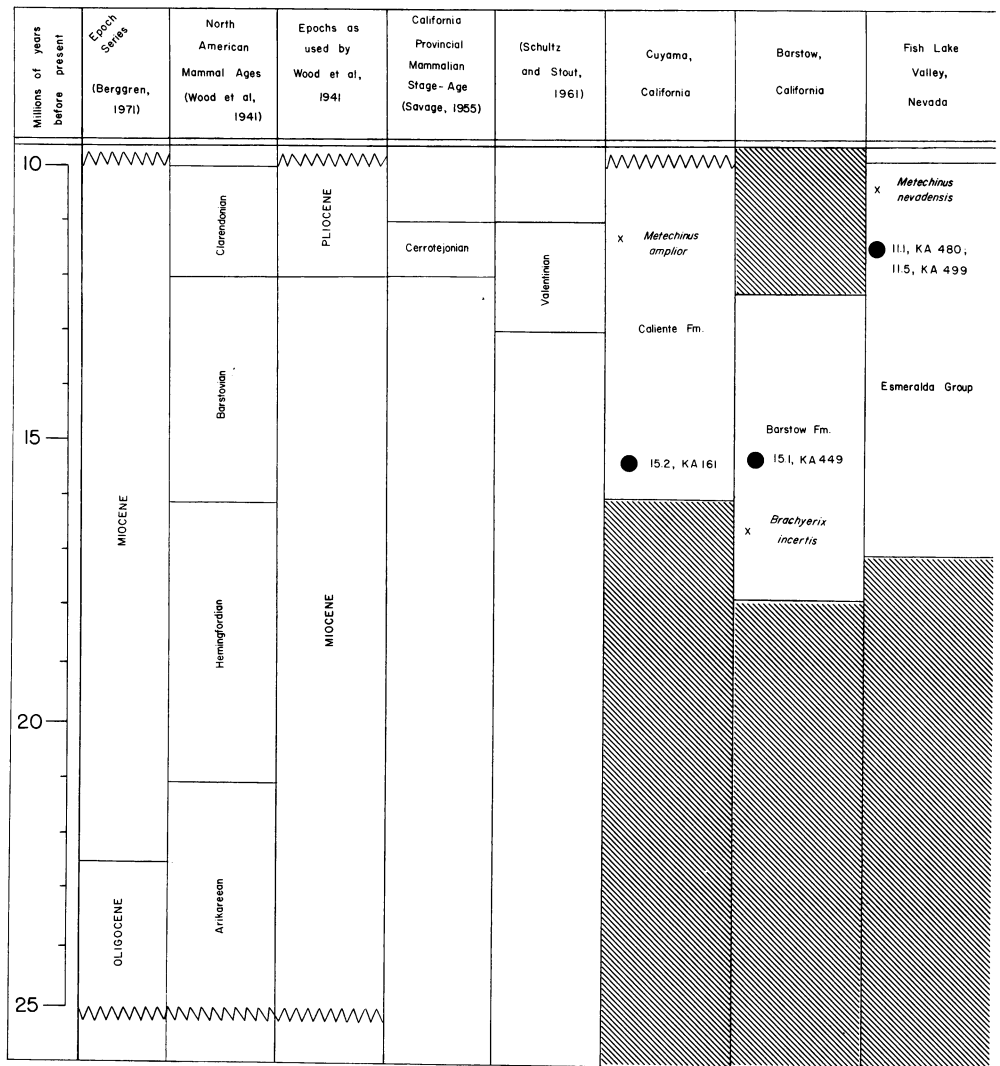 Millions of years
before present
Epoch
Series
(Berggren,
1971)
North
American
Mammal Ages
(Wood et al,
1941)
Epochs as
used by
Wood et al,
1941
California
Provincial
Mammalian
Stage-Age
(Savage, 1955)
(Schultz
and Stout,
1961)
Cuyama,
California
Barstow,
California
Fish Lake
Valley,
Nevada
10
15
20
25
MIOCENE
OLIGOCENE
Clarendonian
Barstovian
Hemingfordian
Arikareean
PLIOCENE
MIOCENE
Cerrotejonian
Valentinian
x Metechinus
amplior
Caliente Fm.
15.2, KA 161
Barstow Fm.
15.1, KA 449
x Brachyerix
incertis
x Metechinus
nevadensis
11.1, KA 480;
11.5, KA 499
Esmeralda Group